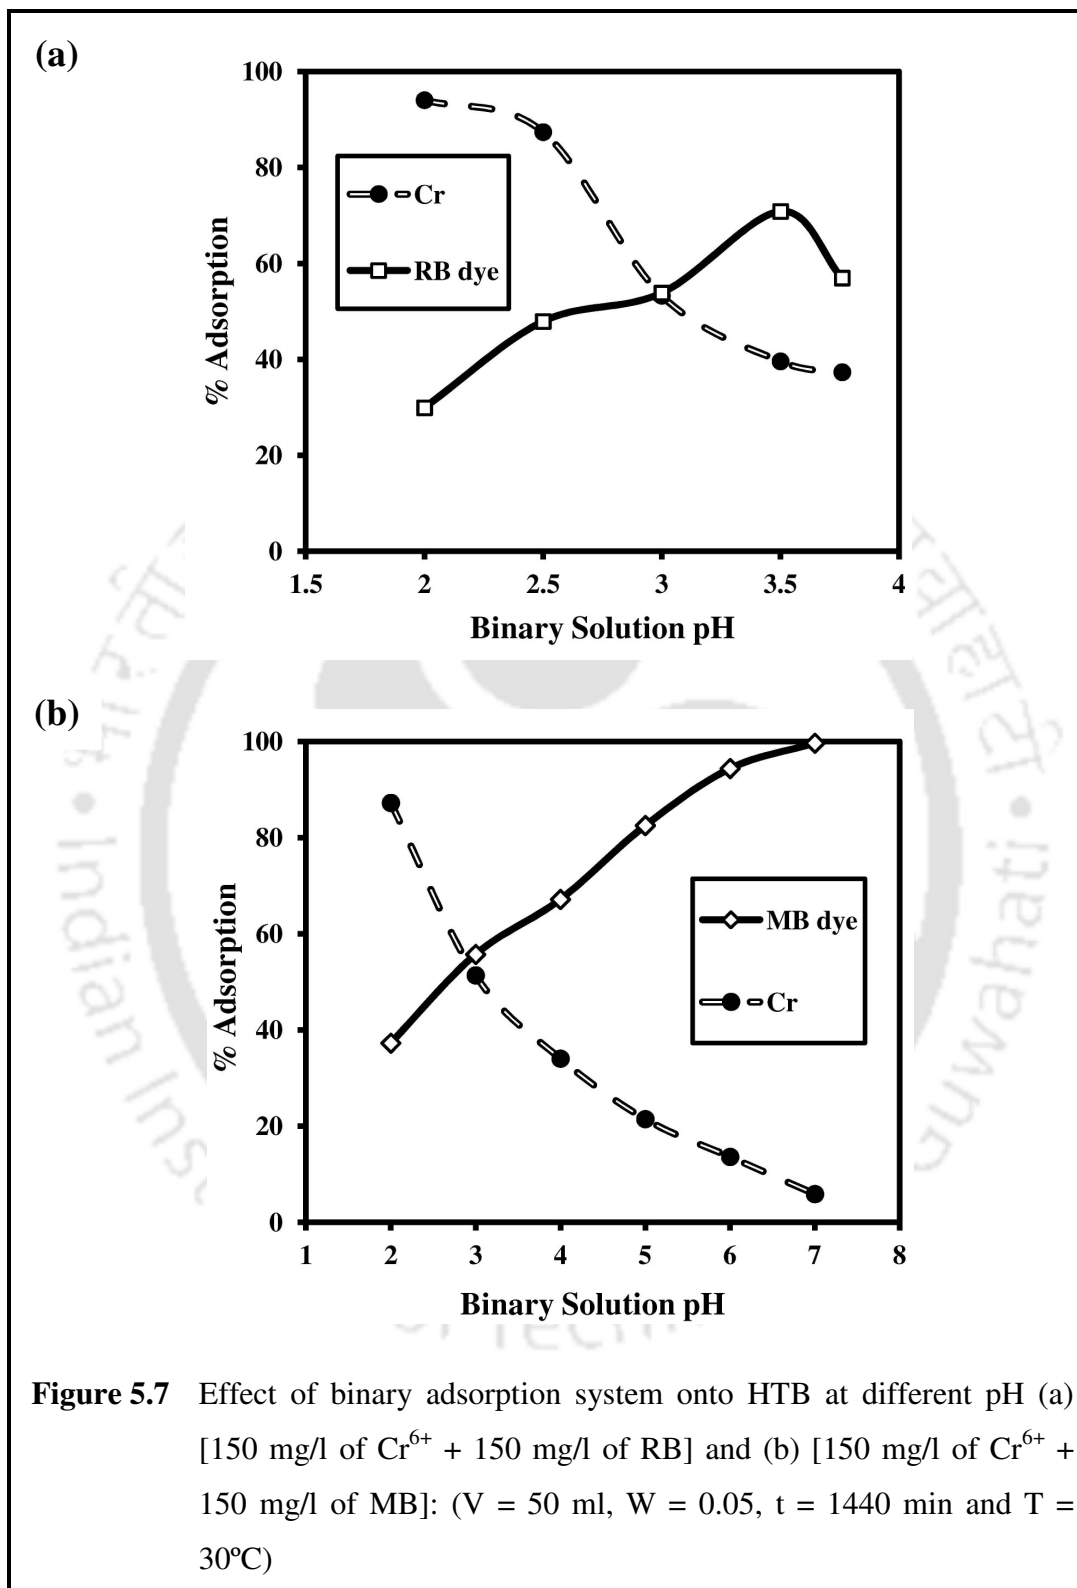 (a)
100
80
60
40
20
0
% Adsorption
Cr
RB dye
1.5 2 2.5 3 3.5 4
Binary Solution pH
(b)
100
80
60
40
20
0
% Adsorption
MB dye
Cr
1 2 3 4 5 6 7 8
Binary Solution pH
Indian Ins
Guwahati
Figure 5.7 Effect of binary adsorption system onto HTB at different pH (a)
[150 mg/l of Cr6+ + 150 mg/l of RB] and (b) [150 mg/l of Cr6+ +
150 mg/l of MB]: (V = 50 ml, W = 0.05, t = 1440 min and T =
30ºC)